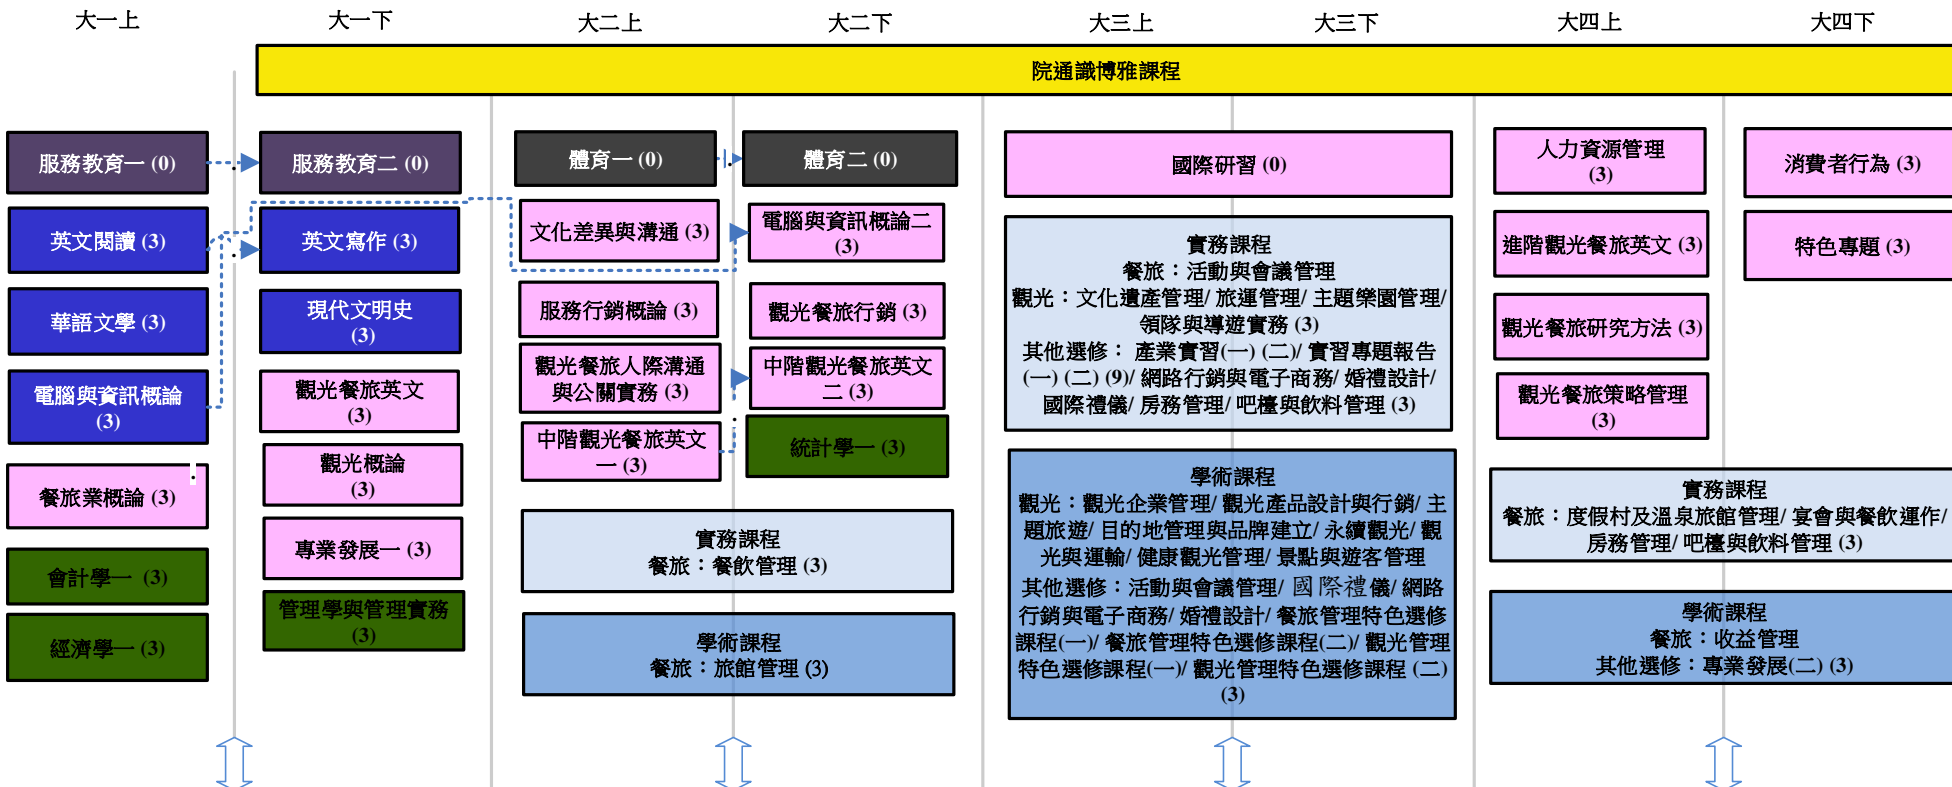 大一上
大一下
大二上
大二下
大三上
大三下
大四上
大四下
院通識博雅課程
服務教育一 (0)
英文閱讀 (3)
華語文學 (3)
電腦與資訊概論
(3)
餐旅業概論 (3)
會計學一 (3)
經濟學一 (3)
服務教育二 (0)
英文寫作 (3)
現代文明史
(3)
觀光餐旅英文
(3)
觀光概論
(3)
專業發展一 (3)
管理學與管理實務
(3)
體育一 (0)
文化差異與溝通 (3)
服務行銷概論 (3)
觀光餐旅人際溝通
與公關實務 (3)
中階觀光餐旅英文
一 (3)
體育二 (0)
電腦與資訊概論二
(3)
觀光餐旅行銷 (3)
中階觀光餐旅英文
二 (3)
統計學一 (3)
實務課程
餐旅：餐飲管理 (3)
學術課程
餐旅：旅館管理 (3)
國際研習 (0)
實務課程
餐旅：活動與會議管理
觀光：文化遺產管理/ 旅運管理/ 主題樂園管理/
領隊與導遊實務 (3)
其他選修： 產業實習(一) (二)/ 實習專題報告
(一) (二) (9)/ 網路行銷與電子商務/ 婚禮設計/
國際禮儀/ 房務管理/ 吧檯與飲料管理 (3)
學術課程
觀光：觀光企業管理/ 觀光產品設計與行銷/ 主
題旅遊/ 目的地管理與品牌建立/ 永續觀光/ 觀
光與運輸/ 健康觀光管理/ 景點與遊客管理
其他選修：活動與會議管理/ 國際禮儀/ 網路
行銷與電子商務/ 婚禮設計/ 餐旅管理特色選修
課程(一)/ 餐旅管理特色選修課程(二)/ 觀光管理
特色選修課程(一)/ 觀光管理特色選修課程 (二)
(3)
人力資源管理
(3)
進階觀光餐旅英文 (3)
觀光餐旅研究方法 (3)
觀光餐旅策略管理
(3)
消費者行為 (3)
特色專題 (3)
實務課程
餐旅：度假村及溫泉旅館管理/ 宴會與餐飲運作/
房務管理/ 吧檯與飲料管理 (3)
學術課程
餐旅：收益管理
其他選修：專業發展(二) (3)